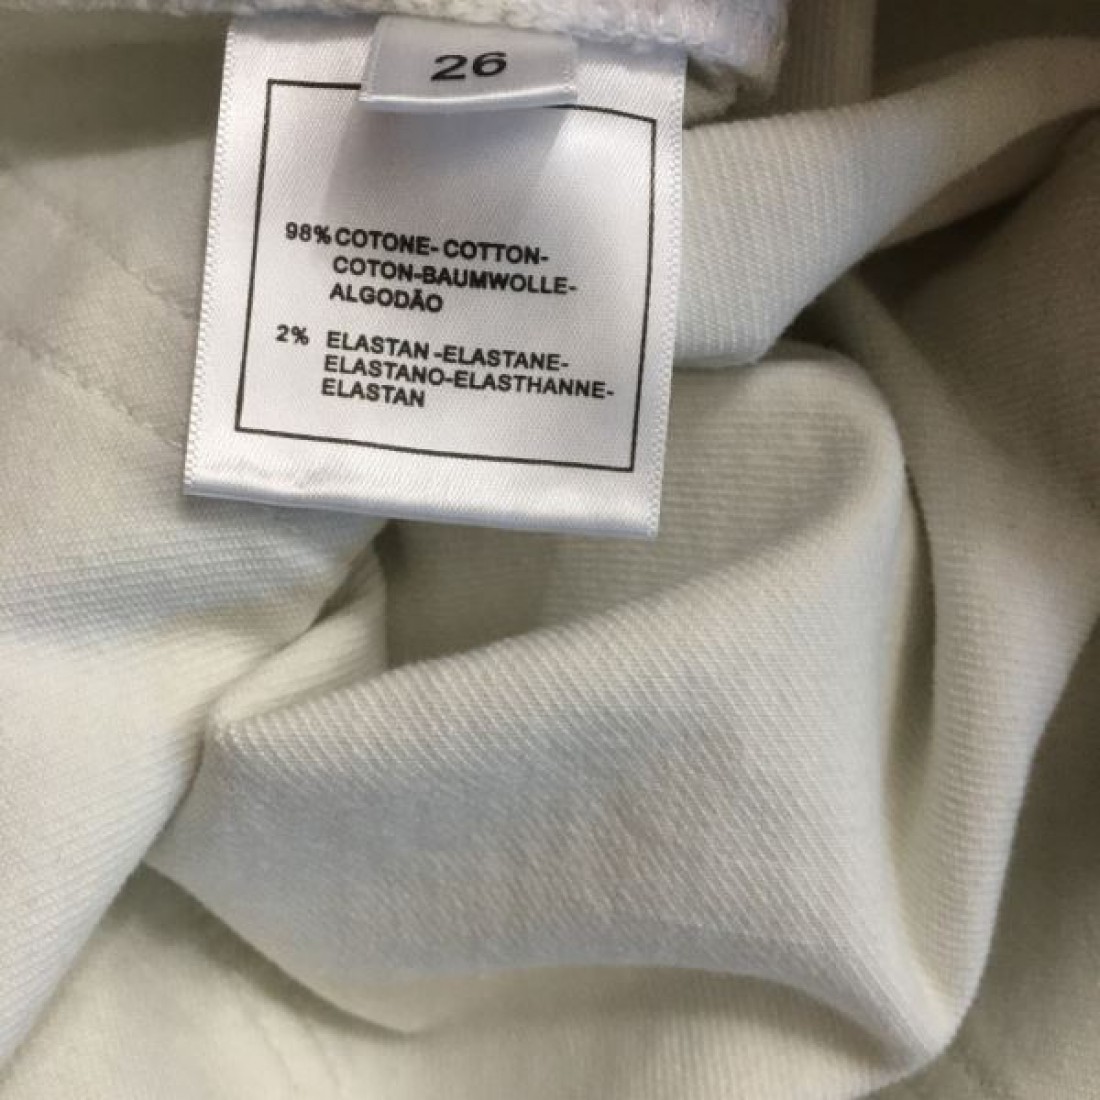 26
98% COTONE- COTTON-
COTON-BAUMWOLLE-
ALGODÃO
2% ELASTAN -ELASTANE-
ELASTANO-ELASTHANNE-
ELASTAN